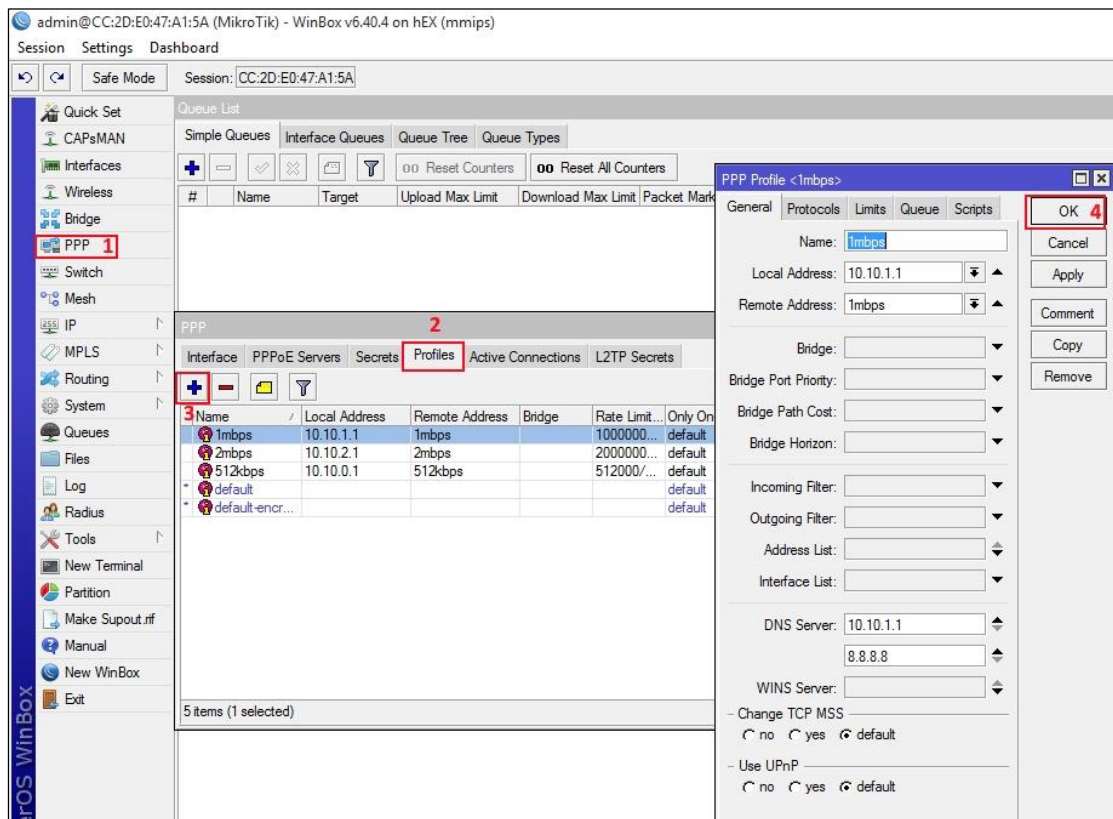 admin@CC:2D:E0:47:A1:5A (MikroTik) - WinBox v6.40.4 on hEX (mmips)
Session Settings Dashboard
Safe Mode Session: CC:2D:E0:47:A1:5A
Quick Set
CAPsMAN
Interfaces
Wireless
Bridge
PPP 1
Switch
Mesh
IP
MPLS
Routing
System
Queues
Files
Log
Radius
Tools
New Terminal
Partition
Make Supout.rif
Manual
New WinBox
Exit
erOS WinBox
Queue List
Simple Queues Interface Queues Queue Tree Queue Types
00 Reset Counters 00 Reset All Counters
# Name Target Upload Max Limit Download Max Limit Packet Mark
PPP
2
Interface PPPoE Servers Secrets Profiles Active Connections L2TP Secrets
3
Name / Local Address Remote Address Bridge Rate Limit... Only On
1mbps 10.10.1.1 1mbps 1000000... default
2mbps 10.10.2.1 2mbps 2000000... default
512kbps 10.10.0.1 512kbps 512000/... default
* default default
* default-encr... default
5 items (1 selected)
PPP Profile <1mbps>
General Protocols Limits Queue Scripts
Name: 1mbps
Local Address: 10.10.1.1
Remote Address: 1mbps
Bridge:
Bridge Port Priority:
Bridge Path Cost:
Bridge Horizon:
Incoming Filter:
Outgoing Filter:
Address List:
Interface List:
DNS Server: 10.10.1.1
8.8.8.8
WINS Server:
Change TCP MSS
no yes default
Use UPnP
no yes default
OK 4
Cancel
Apply
Comment
Copy
Remove